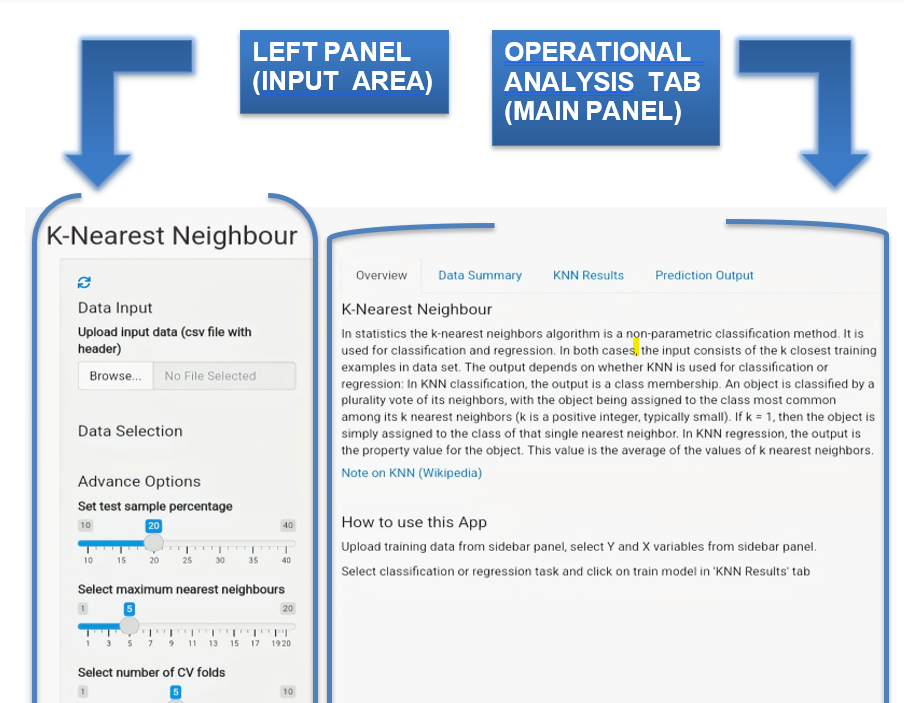 LEFT PANEL
(INPUT AREA)
OPERATIONAL
ANALYSIS TAB
(MAIN PANEL)
K-Nearest Neighbour
Data Input
Upload input data (csv file with
header)
Browse... No File Selected
Data Selection
Advance Options
Set test sample percentage
10 20 40
10 15 20 25 30 35 40
Select maximum nearest neighbours
1 5 20
1 3 5 7 9 11 13 15 17 19 20
Select number of CV folds
1 5 10
Overview Data Summary KNN Results Prediction Output
K-Nearest Neighbour
In statistics the k-nearest neighbors algorithm is a non-parametric classification method. It is
used for classification and regression. In both cases, the input consists of the k closest training
examples in data set. The output depends on whether KNN is used for classification or
regression: In KNN classification, the output is a class membership. An object is classified by a
plurality vote of its neighbors, with the object being assigned to the class most common
among its k nearest neighbors (k is a positive integer, typically small). If k = 1, then the object is
simply assigned to the class of that single nearest neighbor. In KNN regression, the output is
the property value for the object. This value is the average of the values of k nearest neighbors.
Note on KNN (Wikipedia)
How to use this App
Upload training data from sidebar panel, select Y and X variables from sidebar panel.
Select classification or regression task and click on train model in 'KNN Results' tab